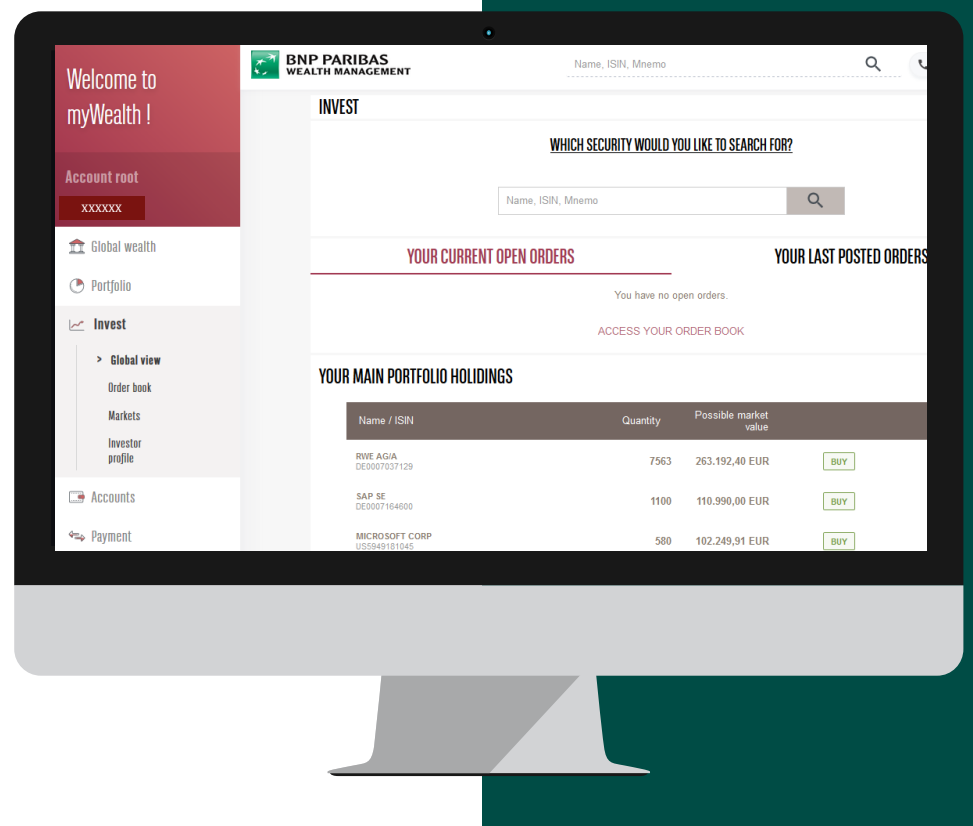 Welcome to
myWealth !
Account root
xxxxxx
Global wealth
Portfolio
Invest
> Global view
Order book
Markets
Investor
profile
Accounts
Payment
BNP PARIBAS
WEALTH MANAGEMENT
Name, ISIN, Mnemo
INVEST
WHICH SECURITY WOULD YOU LIKE TO SEARCH FOR?
Name, ISIN, Mnemo
YOUR CURRENT OPEN ORDERS YOUR LAST POSTED ORDERS
You have no open orders.
ACCESS YOUR ORDER BOOK
YOUR MAIN PORTFOLIO HOLDINGS
Name / ISIN Quantity Possible market
value
RWE AG/A 7563 263.192,40 EUR BUY
DE0007037129
SAP SE 1100 110.990,00 EUR BUY
DE0007164600
MICROSOFT CORP 580 102.249,91 EUR BUY
US5949181045